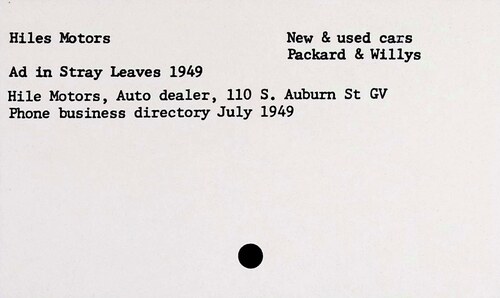 Hiles Motors
New & used cars
Packard & Willys
Ad in Stray Leaves 1949
Hile Motors, Auto dealer, 110 S. Auburn St GV
Phone business directory July 1949